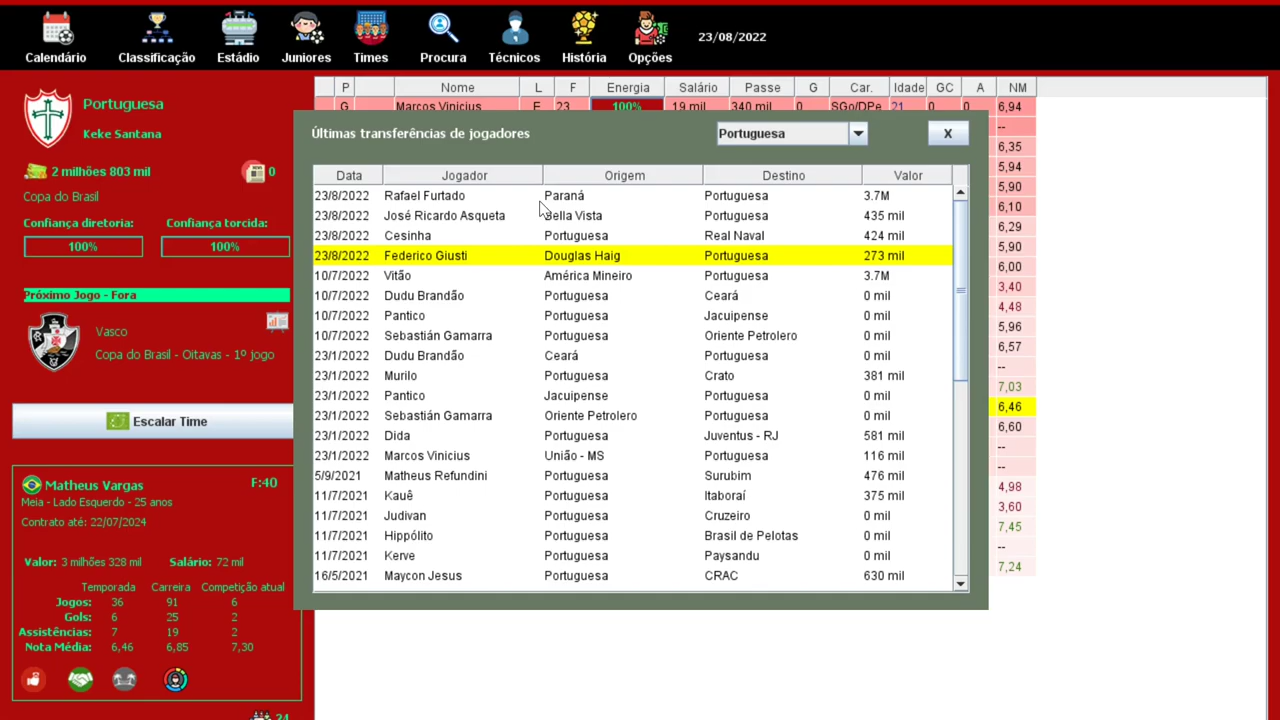 Calendário Classificação Estádio Juniores Times Procura Técnicos História Opções 23/08/2022
Portuguesa
Keke Santana
2 milhões 803 mil 0
Copa do Brasil
Confiança diretoria: Confiança torcida:
100% 100%
Próximo Jogo - Fora
Vasco
Copa do Brasil - Oitavas - 1º jogo
Escalar Time
Matheus Vargas F:40
Meia - Lado Esquerdo - 25 anos
Contrato até: 22/07/2024
Valor: 3 milhões 328 mil Salário: 72 mil
Temporada Carreira Competição atual
Jogos: 36 91 6
Gols: 6 25 2
Assistências: 7 19 2
Nota Média: 6,46 6,85 7,30
P Nome L F Energia Salário Passe G Car. Idade GC A NM
G Marcos Vinicius E 23 100% 19 mil 340 mil 0 SGo/DPe 21 0 0 6,94
Últimas transferências de jogadores Portuguesa X
Data Jogador Origem Destino Valor
23/8/2022 Rafael Furtado Paraná Portuguesa 3.7M
23/8/2022 José Ricardo Asqueta Bella Vista Portuguesa 435 mil
23/8/2022 Cesinha Portuguesa Real Naval 424 mil
23/8/2022 Federico Giusti Douglas Haig Portuguesa 273 mil
10/7/2022 Vitão América Mineiro Portuguesa 3.7M
10/7/2022 Dudu Brandão Portuguesa Ceará 0 mil
10/7/2022 Pantico Portuguesa Jacuipense 0 mil
10/7/2022 Sebastián Gamarra Portuguesa Oriente Petrolero 0 mil
23/1/2022 Dudu Brandão Ceará Portuguesa 0 mil
23/1/2022 Murilo Portuguesa Crato 381 mil
23/1/2022 Pantico Jacuipense Portuguesa 0 mil
23/1/2022 Sebastián Gamarra Oriente Petrolero Portuguesa 0 mil
23/1/2022 Dida Portuguesa Juventus - RJ 581 mil
23/1/2022 Marcos Vinicius União - MS Portuguesa 116 mil
5/9/2021 Matheus Refundini Portuguesa Surubim 476 mil
11/7/2021 Kauê Portuguesa Itaboraí 375 mil
11/7/2021 Judivan Portuguesa Cruzeiro 0 mil
11/7/2021 Hippólito Portuguesa Brasil de Pelotas 0 mil
11/7/2021 Kerve Portuguesa Paysandu 0 mil
16/5/2021 Maycon Jesus Portuguesa CRAC 630 mil
--
6,35
5,94
5,90
6,10
6,29
5,90
6,00
3,40
4,48
5,96
6,57
--
7,03
6,46
6,60
--
--
4,98
3,60
7,45
--
7,24